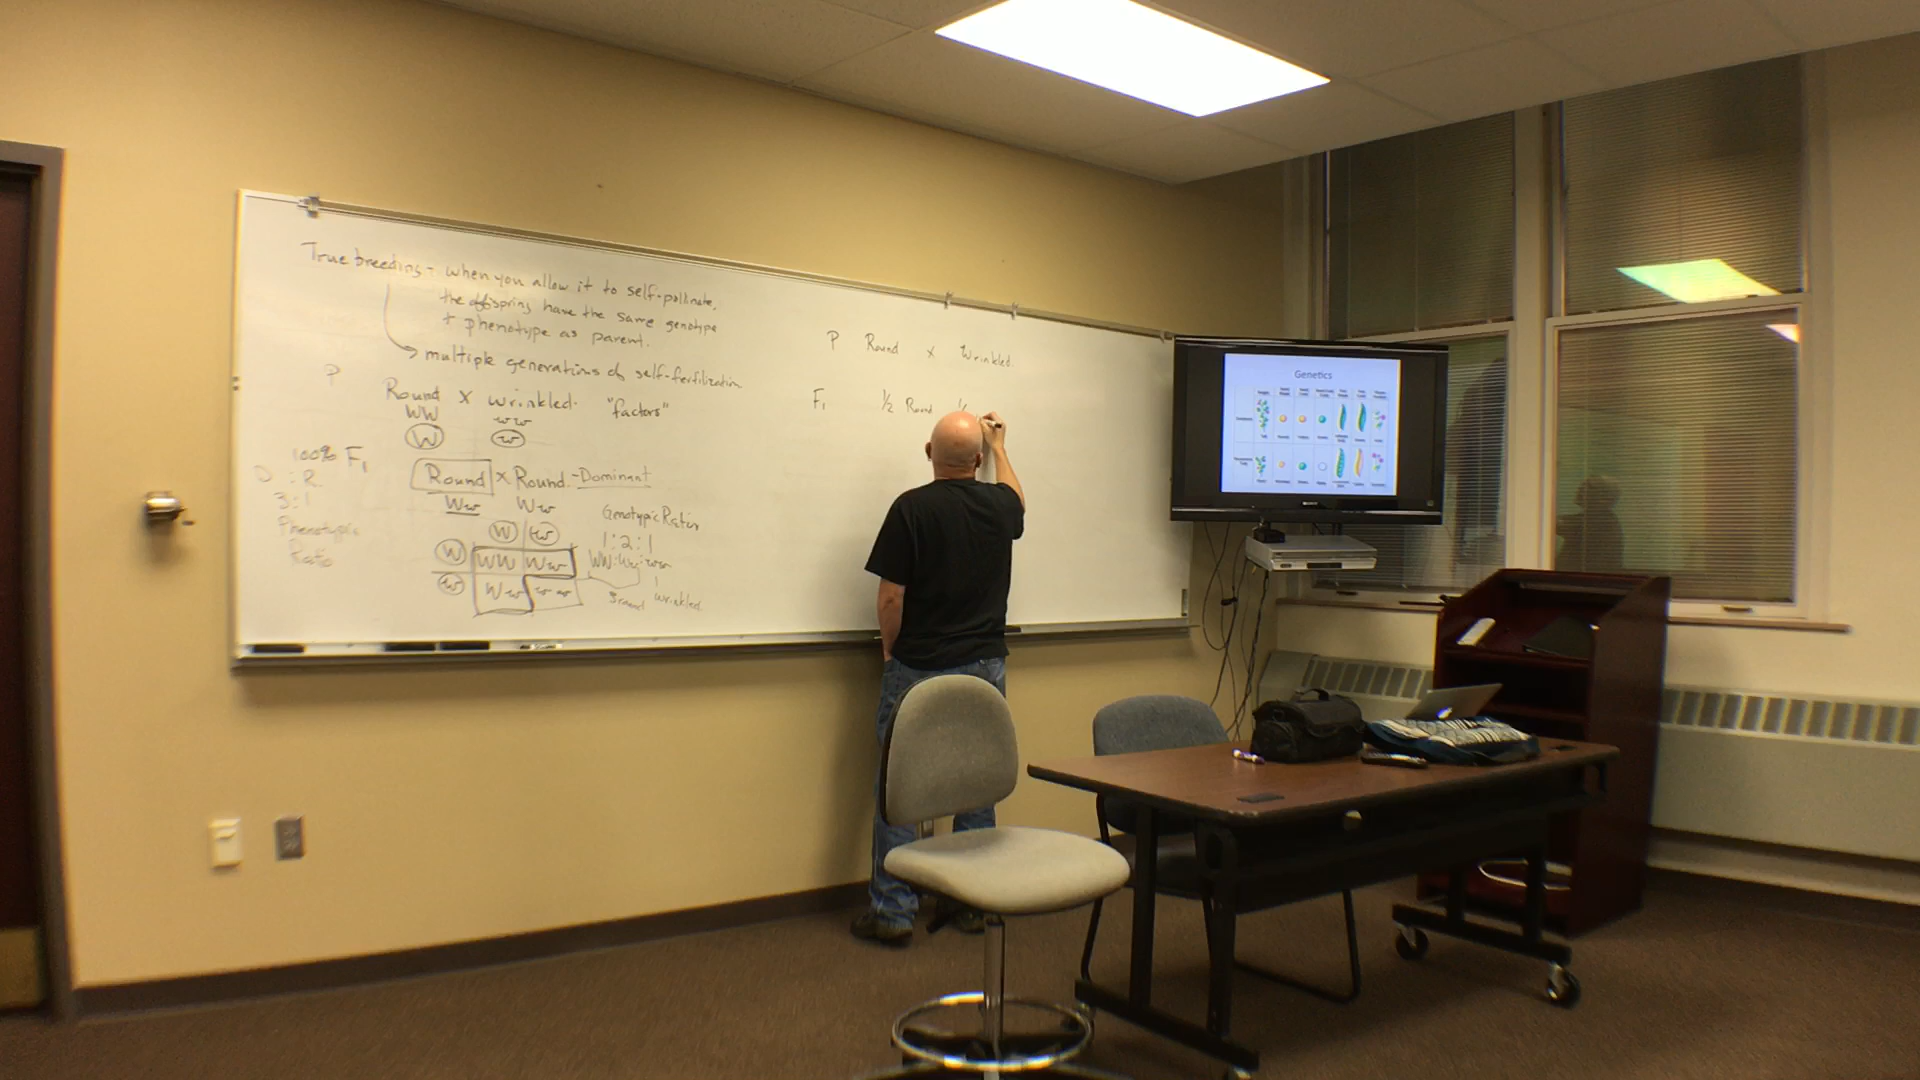 True breeding - when you allow it to self-pollinate,
the offspring have the same genotype
+ phenotype as parent.
multiple generations of self-fertilization
P
Round X wrinkled. "factors"
WW ww
W w
100% F1
Round X Round - Dominant
Ww Ww
D : R
3:1
Phenotypic
Ratio
Genotypic Ratio
1:2:1
WW:Ww:ww
3 round 1 wrinkled
W w
W WW Ww
w Ww ww
P Round x Wrinkled.
F1 1/2 Round
Genetics